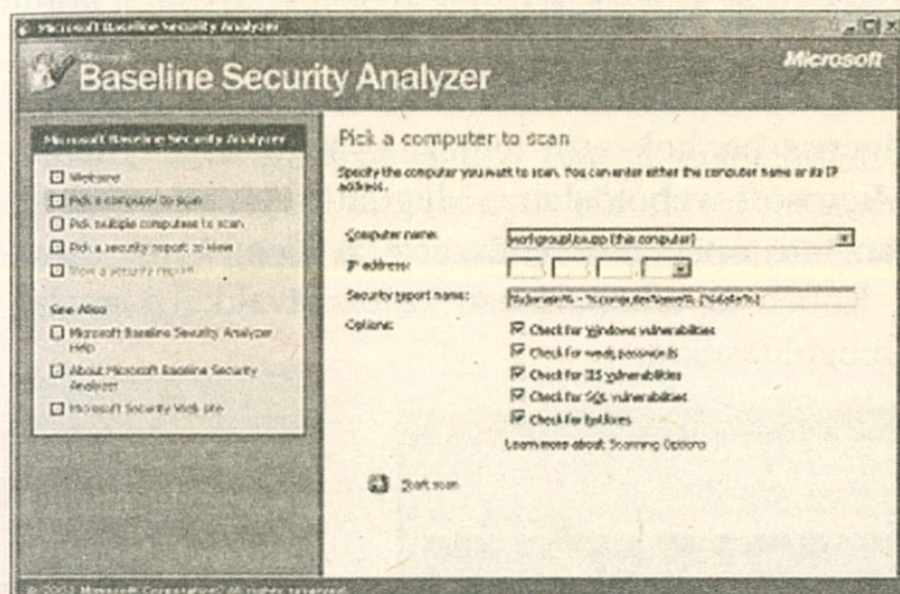 Microsoft Baseline Security Analyzer
Microsoft
Baseline Security Analyzer
Microsoft
Microsoft Baseline Security Analyzer
Welcome
Pick a computer to scan
Pick multiple computers to scan
Pick a security report to view
View a security report
See Also
Microsoft Baseline Security Analyzer
Help
About Microsoft Baseline Security
Analyzer
Microsoft Security Web site
Pick a computer to scan
Specify the computer you want to scan. You can enter either the computer name or its IP
address.
Computer name:
(this computer)
IP address:
Security report name:
%domain% - %computerName% (%date%)
Options:
Check for Windows vulnerabilities
Check for weak passwords
Check for IIS vulnerabilities
Check for SQL vulnerabilities
Check for hotfixes
Learn more about Scanning Options
Start scan
Microsoft Corporation. All rights reserved.